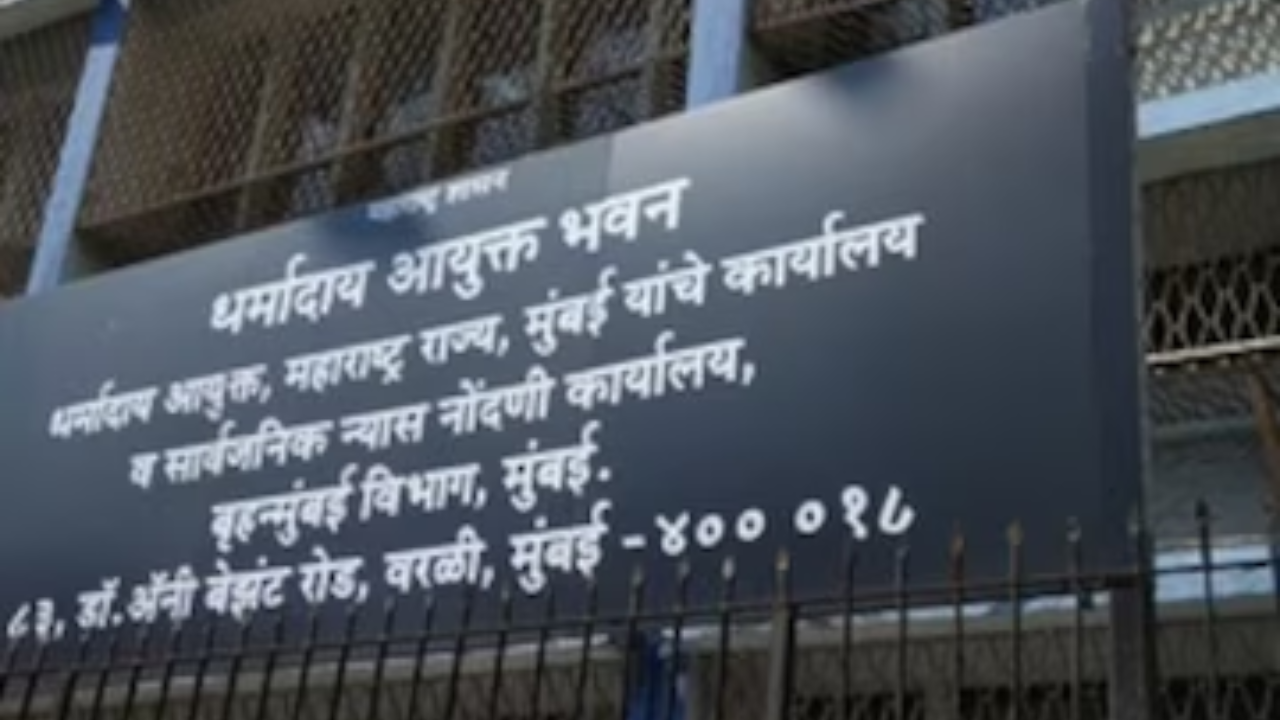 धर्मादाय आयुक्त भवन
धर्मादाय आयुक्त, महाराष्ट्र राज्य, मुंबई यांचे कार्यालय
व सार्वजनिक न्यास नोंदणी कार्यालय,
बृहन्मुंबई विभाग, मुंबई.
८३, डॉ.ॲनी बेझंट रोड, वरळी, मुंबई -४०० ०१८